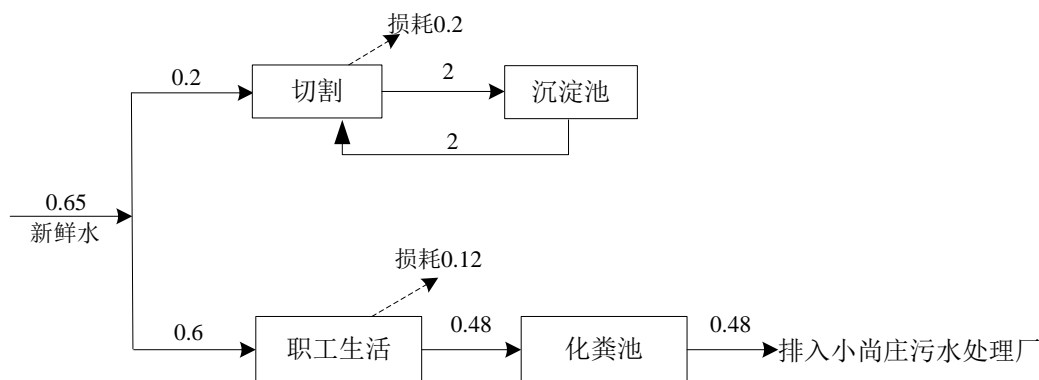 损耗0.2
0.2
切割
2
沉淀池
2
0.65
新鲜水
损耗0.12
0.6
职工生活
0.48
化粪池
0.48
排入小尚庄污水处理厂